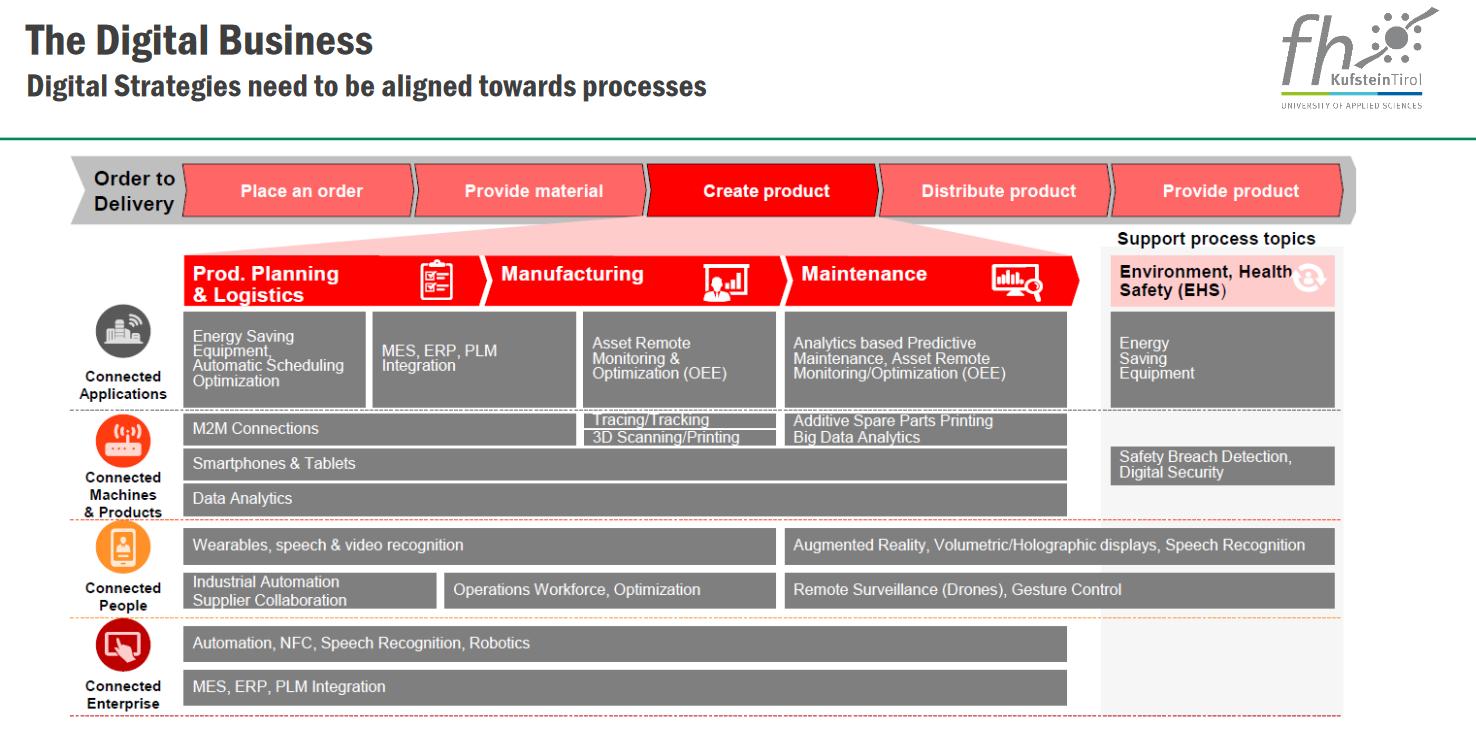 The Digital Business
Digital Strategies need to be aligned towards processes
fh
KufsteinTirol
UNIVERSITY OF APPLIED SCIENCES
Order to
Delivery
Place an order
Provide material
Create product
Distribute product
Provide product
Support process topics
Prod. Planning
& Logistics
Manufacturing
Maintenance
Environment, Health
Safety (EHS)
Connected
Applications
Energy Saving
Equipment,
Automatic Scheduling
Optimization
MES, ERP, PLM
Integration
Asset Remote
Monitoring &
Optimization (OEE)
Analytics based Predictive
Maintenance, Asset Remote
Monitoring/Optimization (OEE)
Energy
Saving
Equipment
Connected
Machines
& Products
M2M Connections
Tracing/Tracking
3D Scanning/Printing
Additive Spare Parts Printing
Big Data Analytics
Smartphones & Tablets
Data Analytics
Safety Breach Detection,
Digital Security
Connected
People
Wearables, speech & video recognition
Augmented Reality, Volumetric/Holographic displays, Speech Recognition
Industrial Automation
Supplier Collaboration
Operations Workforce, Optimization
Remote Surveillance (Drones), Gesture Control
Connected
Enterprise
Automation, NFC, Speech Recognition, Robotics
MES, ERP, PLM Integration